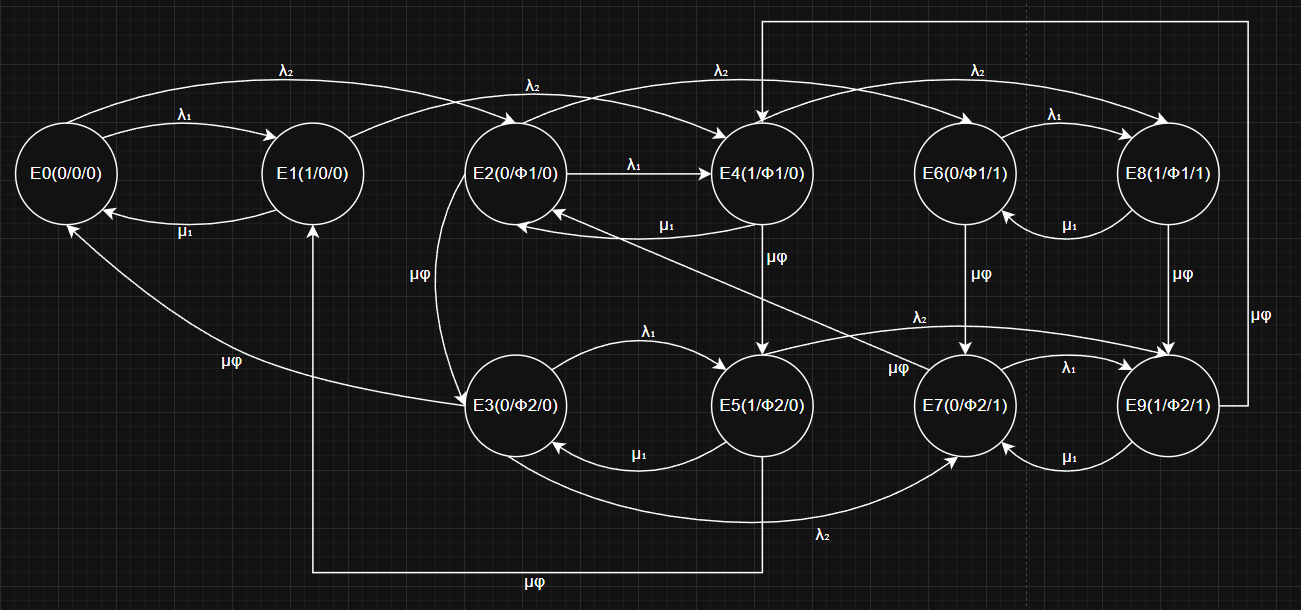 λ₂
λ₂
λ₂
λ₂
λ₁
λ₁
E0(0/0/0)
E1(1/0/0)
E2(0/Φ1/0)
λ₁
E4(1/Φ1/0)
E6(0/Φ1/1)
E8(1/Φ1/1)
μ₁
μ₁
μ₁
μφ
μφ
μφ
μφ
μφ
λ₂
λ₁
μφ
μφ
λ₁
E3(0/Φ2/0)
E5(1/Φ2/0)
E7(0/Φ2/1)
E9(1/Φ2/1)
μ₁
μ₁
λ₂
μφ